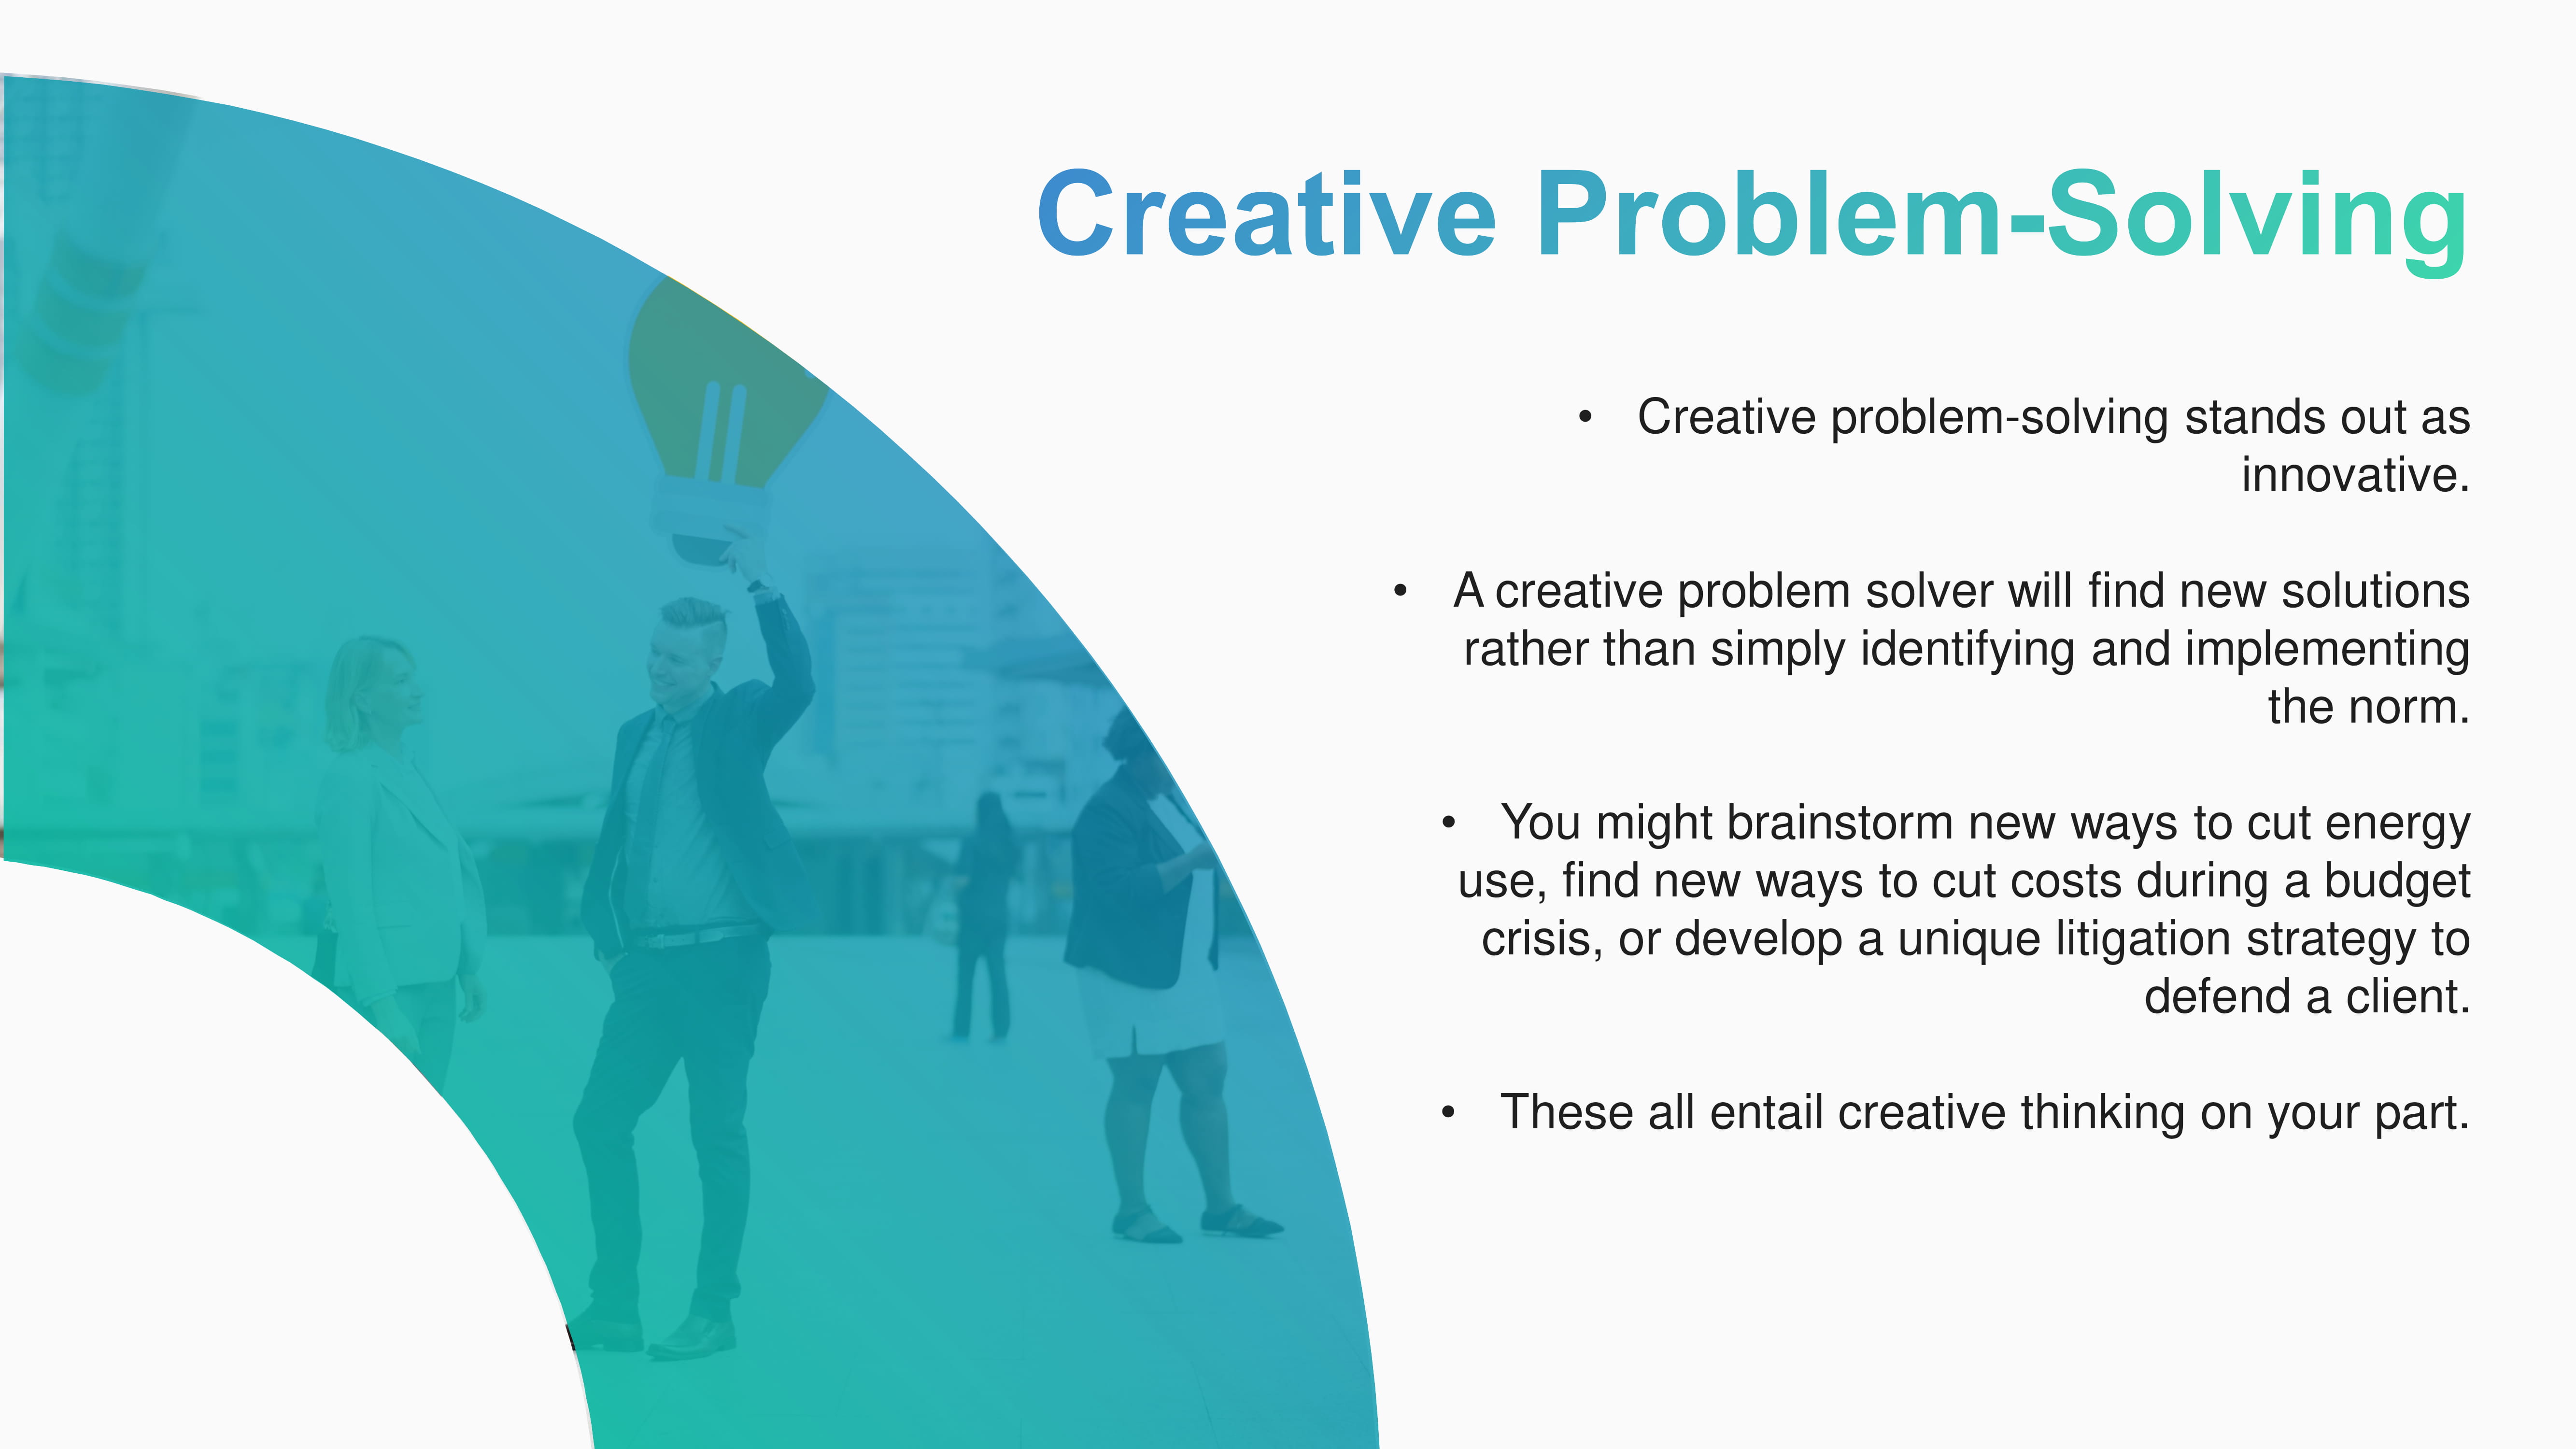 Creative Problem-Solving
• Creative problem-solving stands out as
innovative.
• A creative problem solver will find new solutions
rather than simply identifying and implementing
the norm.
• You might brainstorm new ways to cut energy
use, find new ways to cut costs during a budget
crisis, or develop a unique litigation strategy to
defend a client.
• These all entail creative thinking on your part.